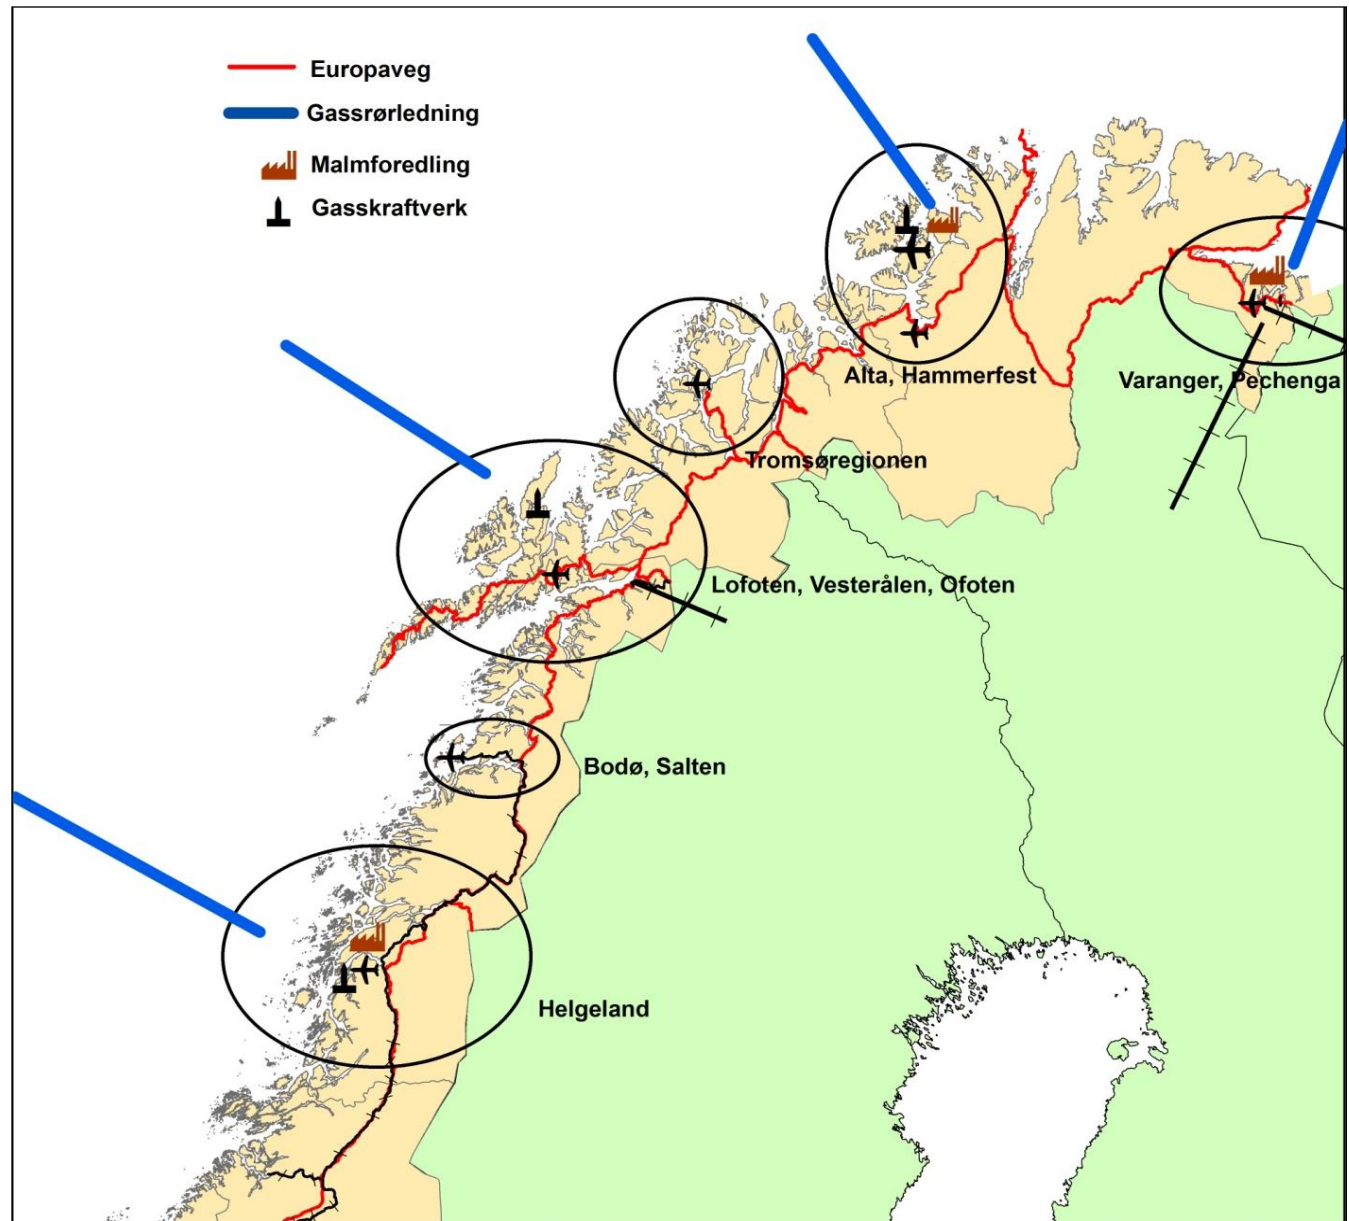 Europaveg
Gassrørledning
Malmforedling
Gasskraftverk
Alta, Hammerfest
Varanger, Pechenga
Tromsøregionen
Lofoten, Vesterålen, Ofoten
Bodø, Salten
Helgeland